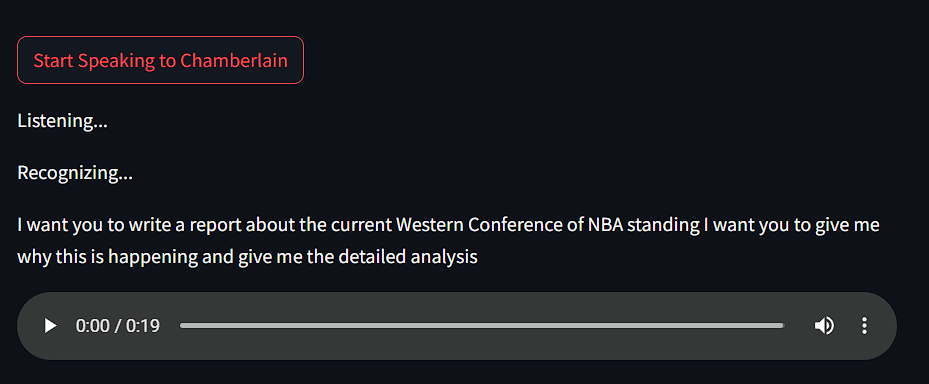 Start Speaking to Chamberlain
Listening...
Recognizing...
I want you to write a report about the current Western Conference of NBA standing I want you to give me
why this is happening and give me the detailed analysis
0:00 / 0:19